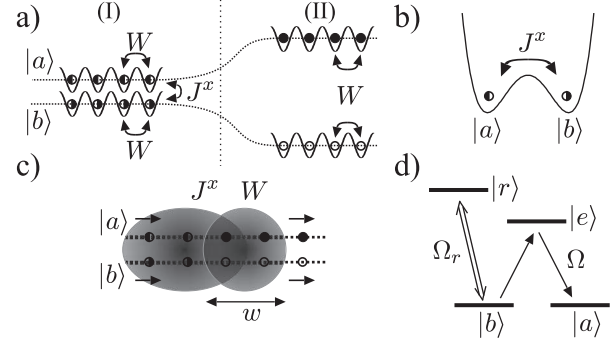 a) (I) (II) b)
W J^x
|a⟩
J^x W
|b⟩ |a⟩ |b⟩
W
c) d)
J^x W |r⟩
|a⟩ |e⟩
Ω_r Ω
|b⟩
w |b⟩ |a⟩